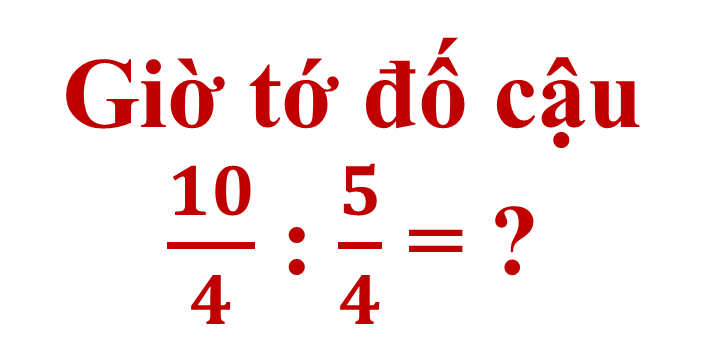 Giờ tớ đố cậu
10/4 : 5/4 = ?